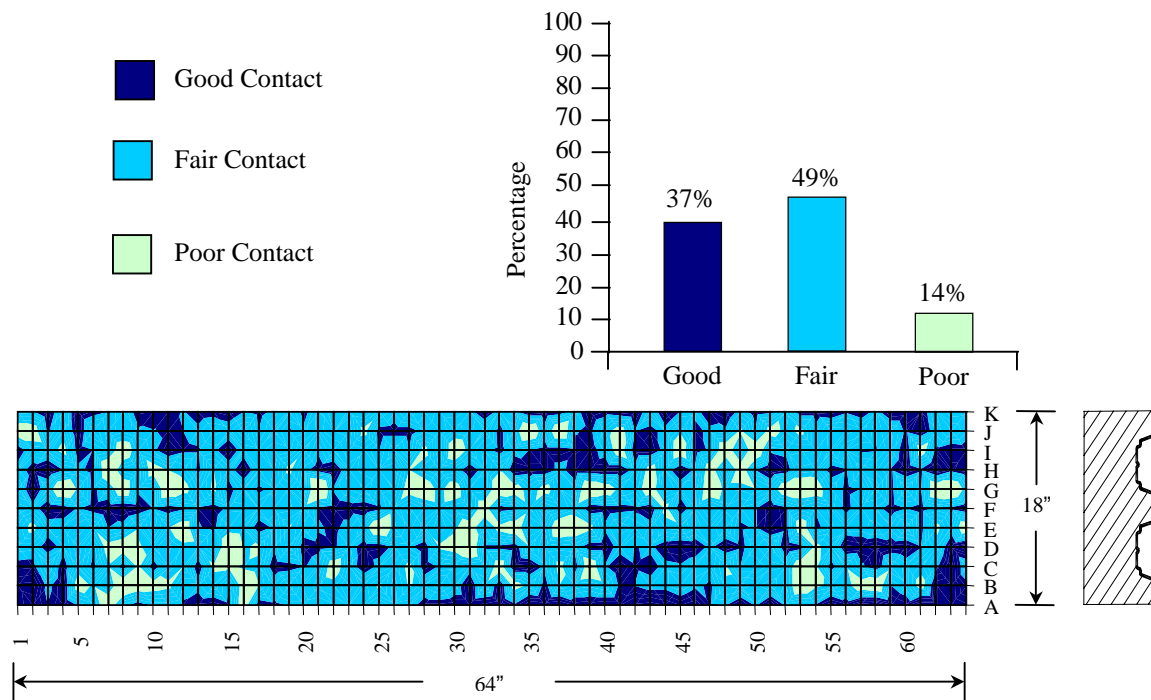 Good Contact
Fair Contact
Poor Contact
Percentage
100
90
80
70
60
50
40
30
20
10
0
37%
49%
14%
Good Fair Poor
K
J
I
H
G
F
E
D
C
B
A
18”
1 5 10 15 20 25 30 35 40 45 50 55 60
64”